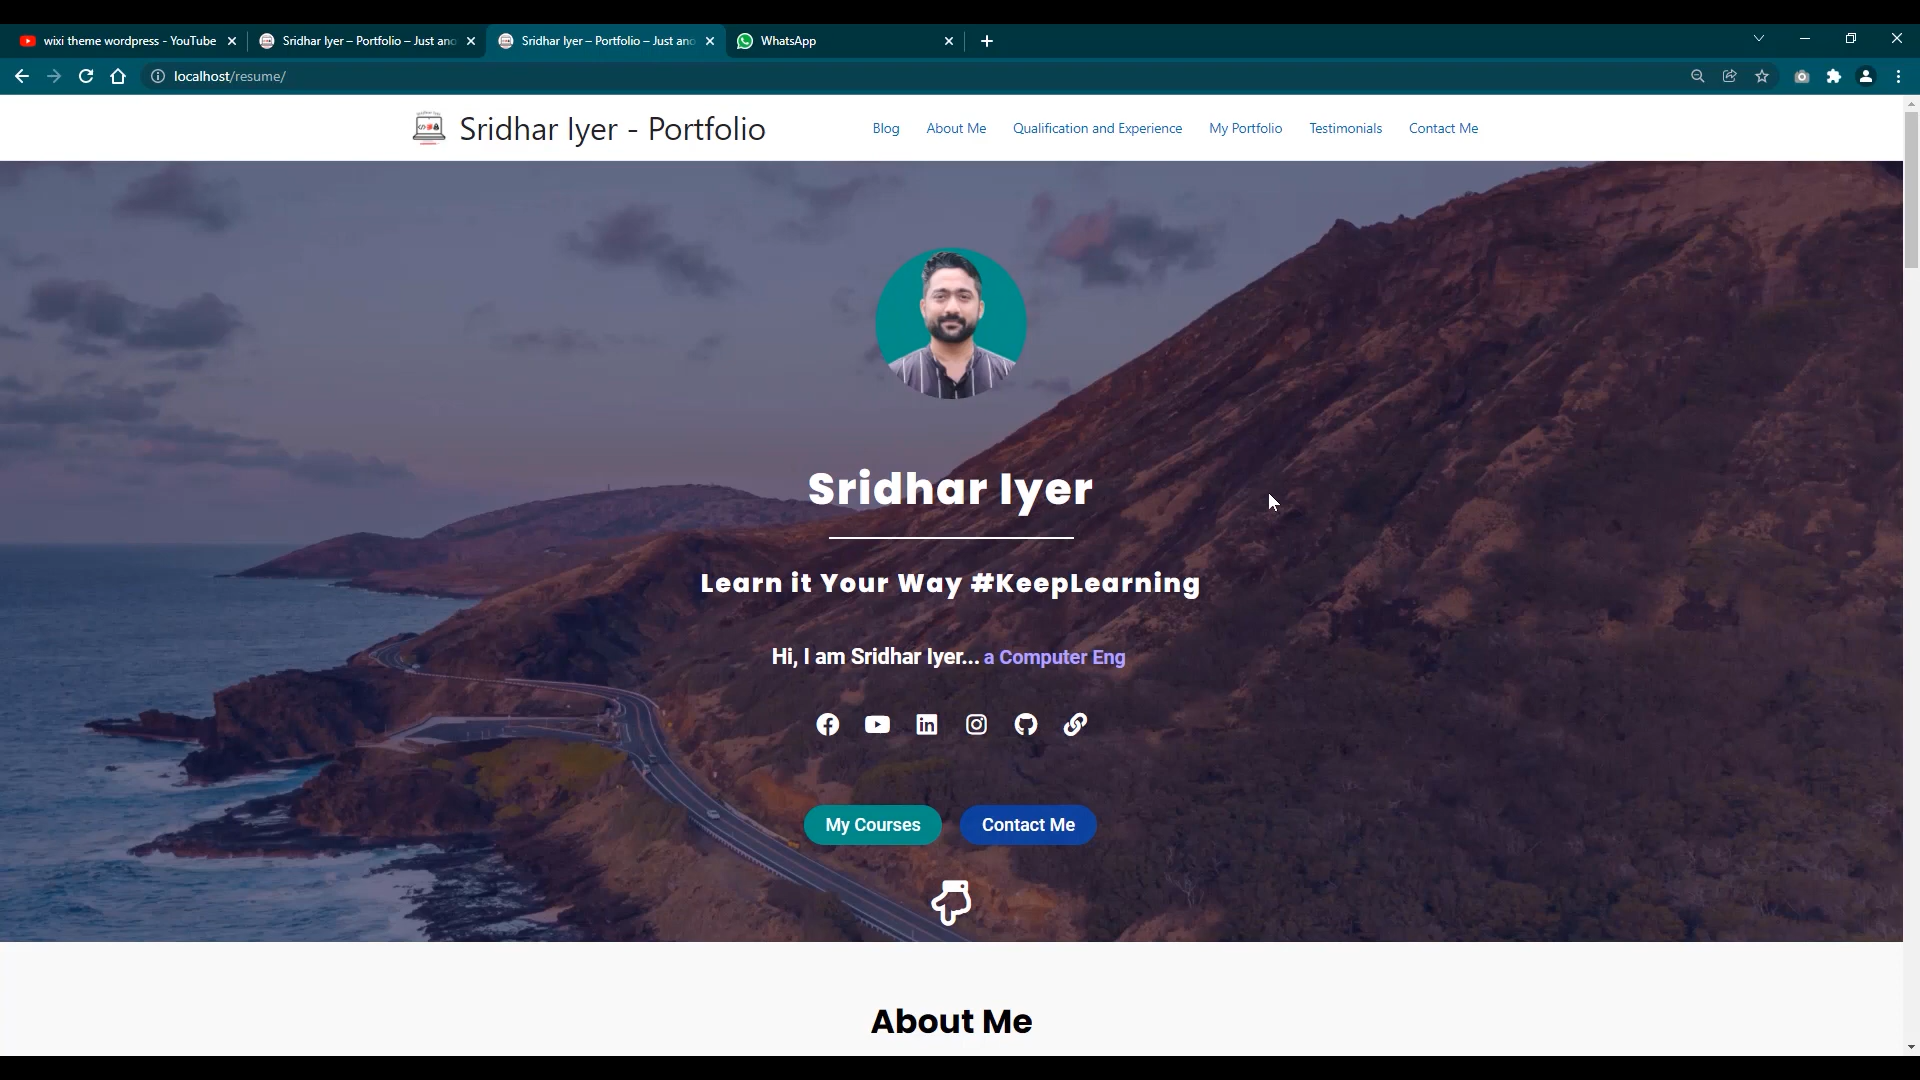 wixi theme wordpress - YouTube
Sridhar Iyer – Portfolio – Just ano
Sridhar Iyer – Portfolio – Just ano
WhatsApp
localhost/resume/
Sridhar Iyer - Portfolio
Blog
About Me
Qualification and Experience
My Portfolio
Testimonials
Contact Me
Sridhar Iyer
Learn it Your Way #KeepLearning
Hi, I am Sridhar Iyer... a Computer Eng
My Courses
Contact Me
About Me